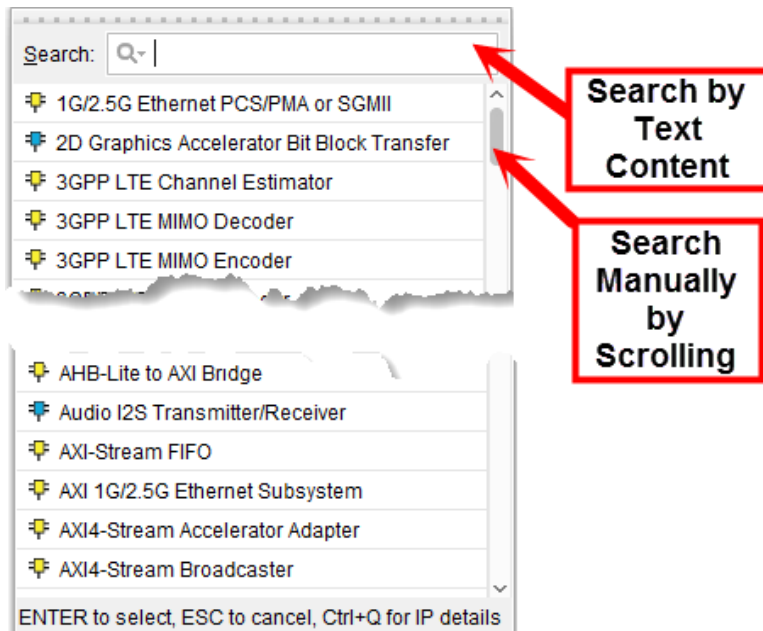 Search:
1G/2.5G Ethernet PCS/PMA or SGMII
2D Graphics Accelerator Bit Block Transfer
3GPP LTE Channel Estimator
3GPP LTE MIMO Decoder
3GPP LTE MIMO Encoder
AHB-Lite to AXI Bridge
Audio I2S Transmitter/Receiver
AXI-Stream FIFO
AXI 1G/2.5G Ethernet Subsystem
AXI4-Stream Accelerator Adapter
AXI4-Stream Broadcaster
ENTER to select, ESC to cancel, Ctrl+Q for IP details
Search by
Text
Content
Search
Manually
by
Scrolling